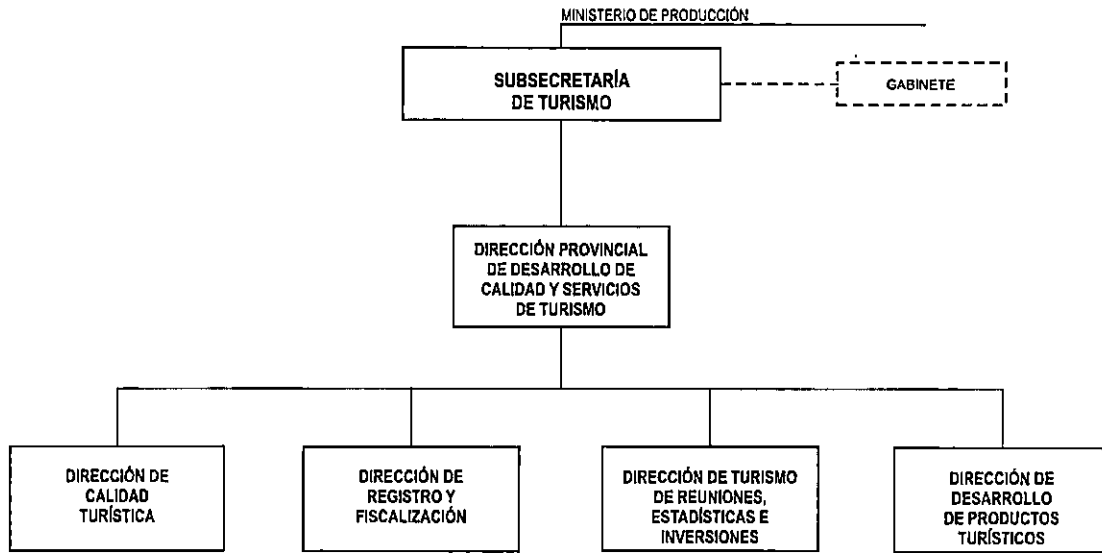 MINISTERIO DE PRODUCCIÓN
SUBSECRETARÍA
DE TURISMO
GABINETE
DIRECCIÓN PROVINCIAL
DE DESARROLLO DE
CALIDAD Y SERVICIOS
DE TURISMO
DIRECCIÓN DE
CALIDAD
TURÍSTICA
DIRECCIÓN DE
REGISTRO Y
FISCALIZACIÓN
DIRECCIÓN DE TURISMO
DE REUNIONES,
ESTADÍSTICAS E
INVERSIONES
DIRECCIÓN DE
DESARROLLO
DE PRODUCTOS
TURÍSTICOS